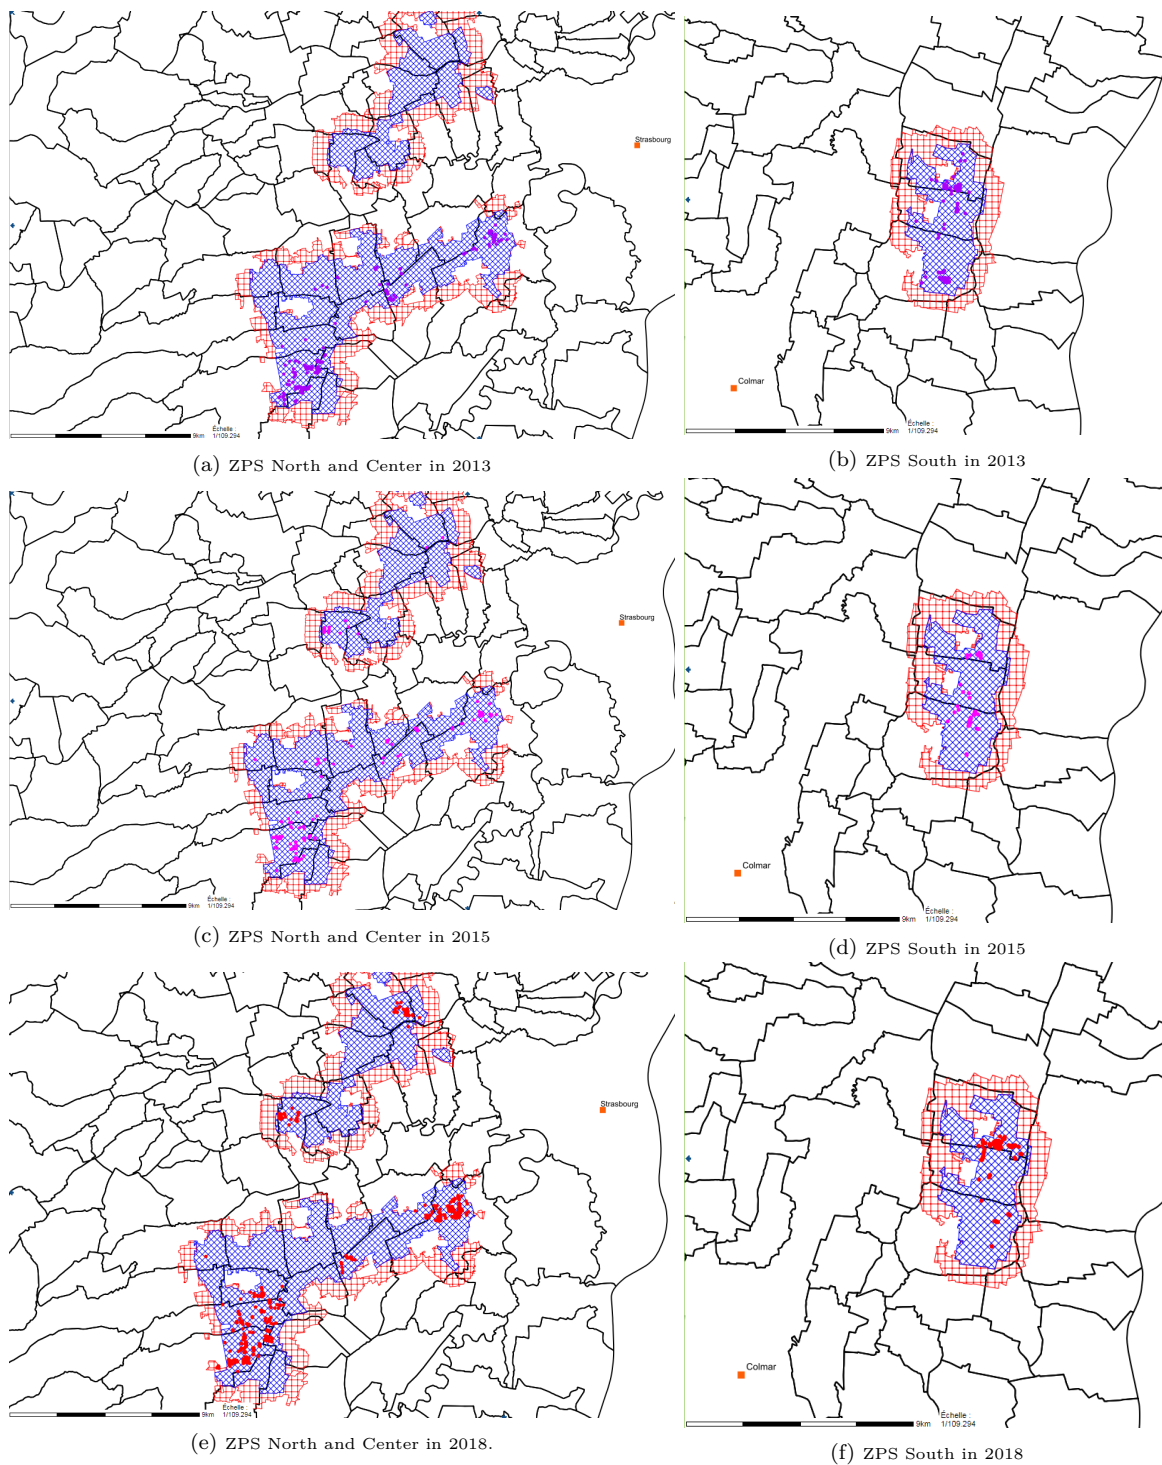 Strasbourg
Colmar
9km
Échelle :
1/109.294
9km
Échelle :
1/109.294
(a) ZPS North and Center in 2013
(b) ZPS South in 2013
Strasbourg
Colmar
9km
Échelle :
1/109.294
9km
Échelle :
1/109.294
(c) ZPS North and Center in 2015
(d) ZPS South in 2015
Strasbourg
Colmar
9km
Échelle :
1/109.294
9km
Échelle :
1/109.294
(e) ZPS North and Center in 2018.
(f) ZPS South in 2018